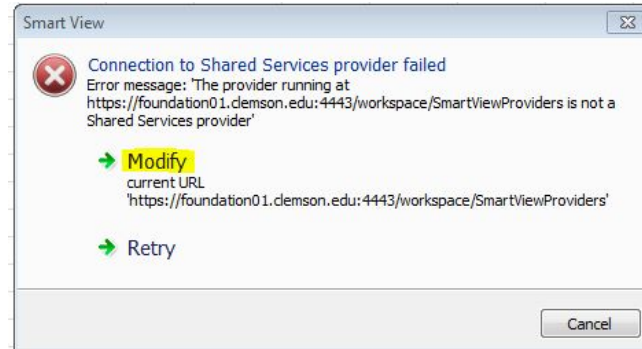 Smart View
Connection to Shared Services provider failed
Error message: 'The provider running at
https://foundation01.clemson.edu:4443/workspace/SmartViewProviders is not a
Shared Services provider'
Modify
current URL
'https://foundation01.clemson.edu:4443/workspace/SmartViewProviders'
Retry
Cancel